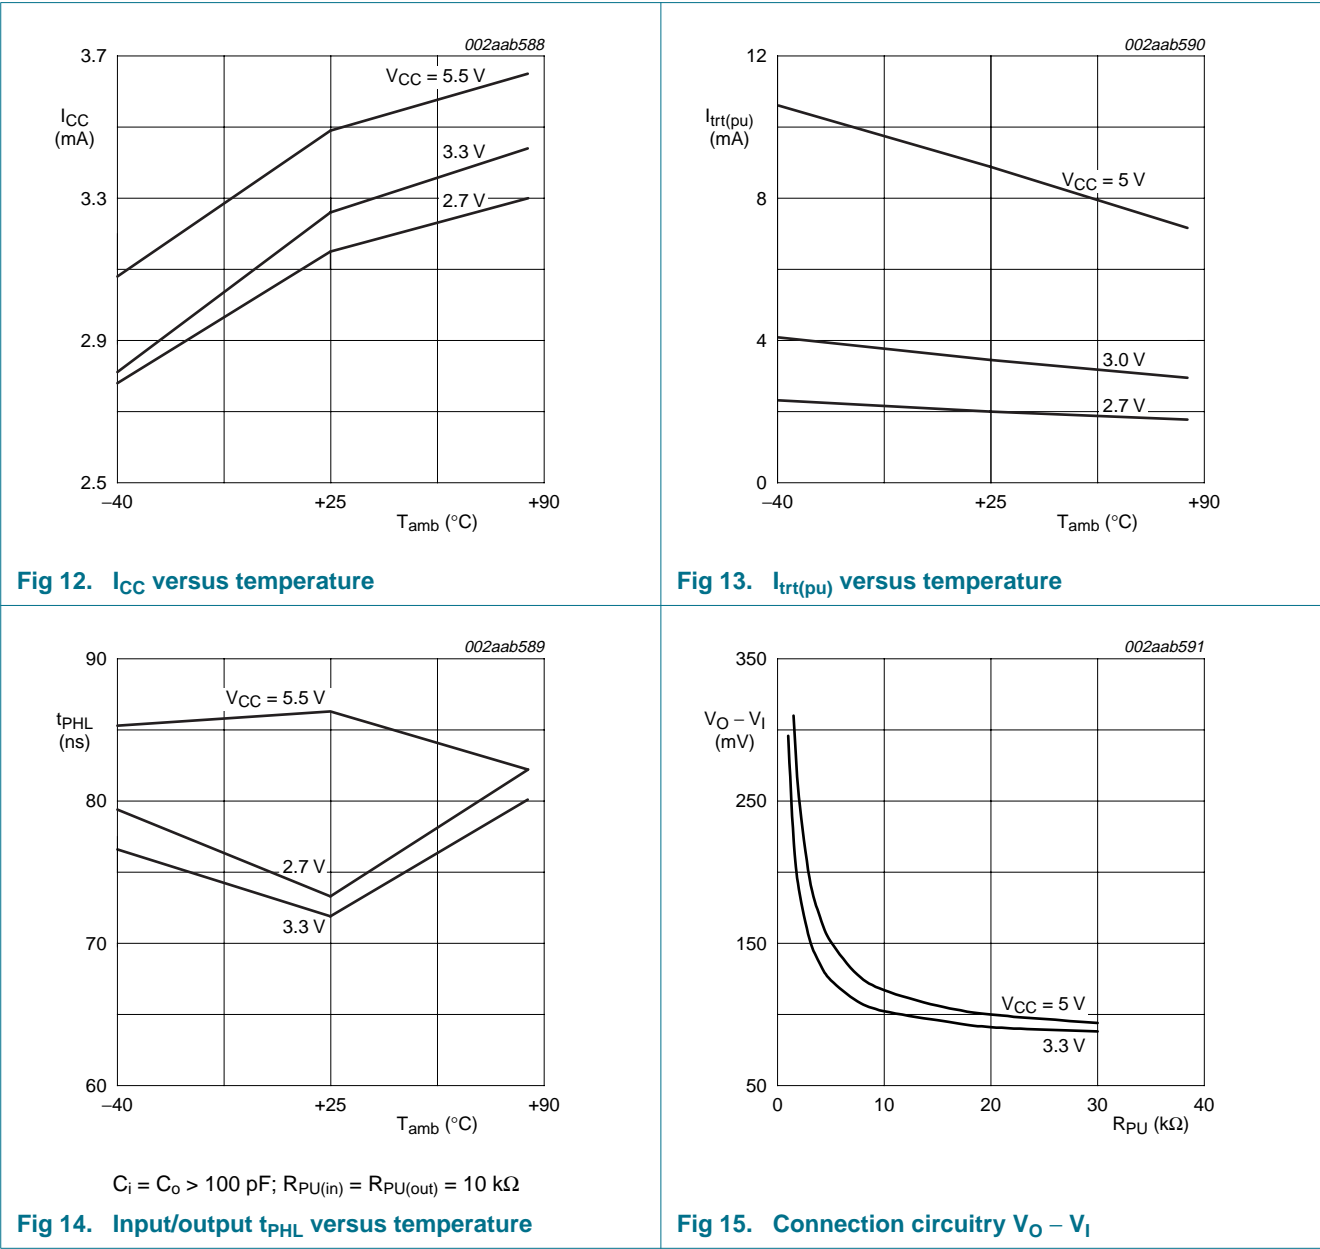 002aab588
3.7
3.3
2.9
2.5
ICC
(mA)
VCC = 5.5 V
3.3 V
2.7 V
−40
+25
+90
Tamb (°C)
Fig 12. ICC versus temperature
002aab590
12
8
4
0
Itrt(pu)
(mA)
VCC = 5 V
3.0 V
2.7 V
−40
+25
+90
Tamb (°C)
Fig 13. Itrt(pu) versus temperature
002aab589
90
80
70
60
tPHL
(ns)
VCC = 5.5 V
2.7 V
3.3 V
−40
+25
+90
Tamb (°C)
Ci = Co > 100 pF; RPU(in) = RPU(out) = 10 kΩ
Fig 14. Input/output tPHL versus temperature
002aab591
350
250
150
50
VO − VI
(mV)
VCC = 5 V
3.3 V
0 10 20 30 40
RPU (kΩ)
Fig 15. Connection circuitry VO − VI